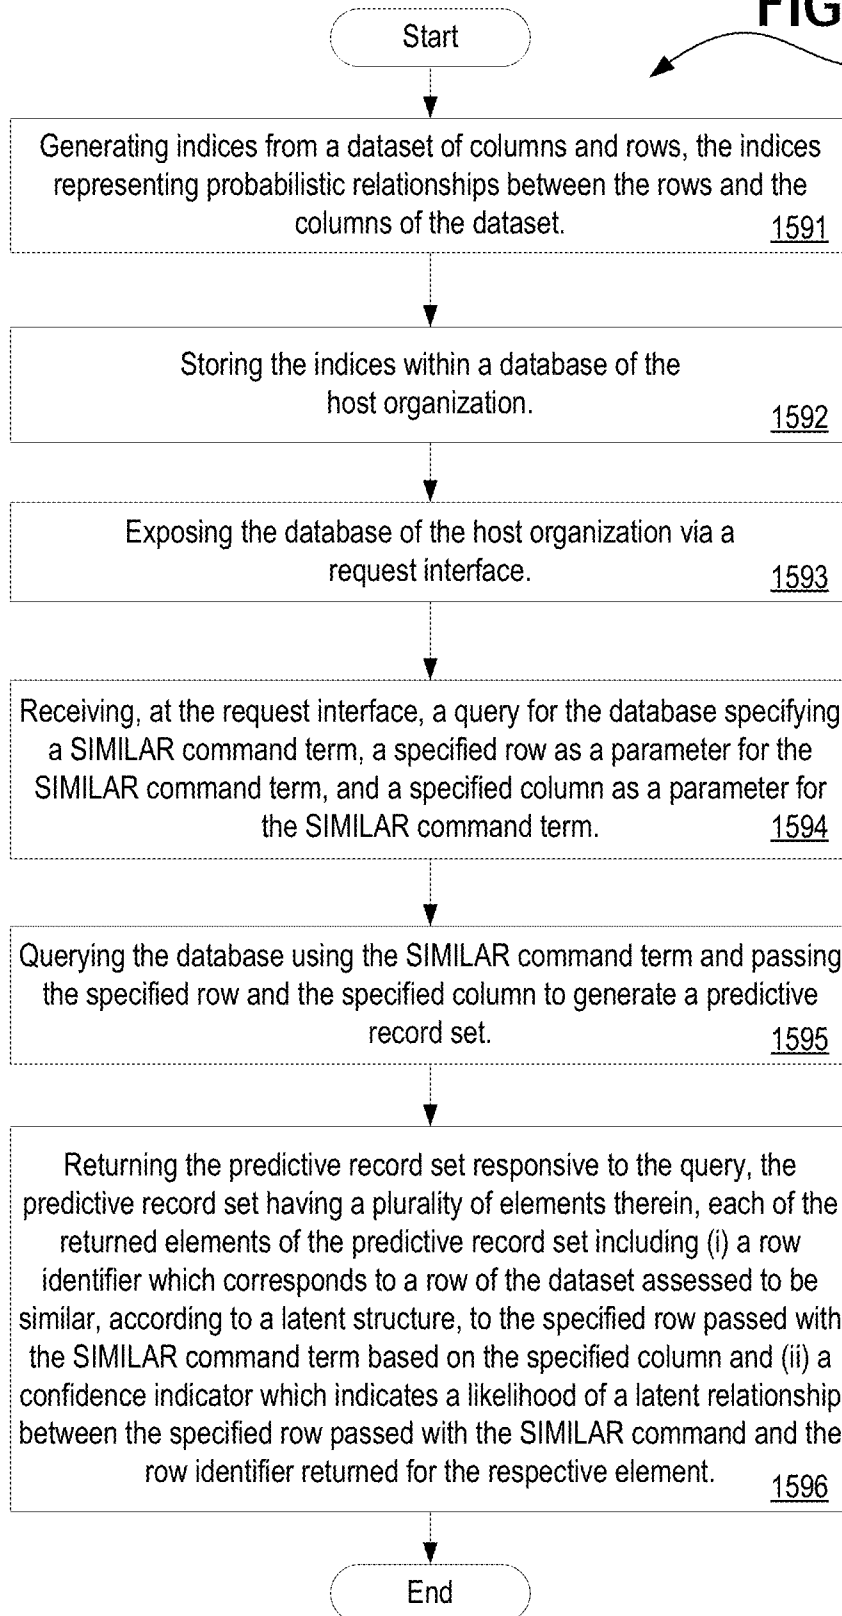 FIG
Start
Generating indices from a dataset of columns and rows, the indices
representing probabilistic relationships between the rows and the
columns of the dataset.
1591
Storing the indices within a database of the
host organization.
1592
Exposing the database of the host organization via a
request interface.
1593
Receiving, at the request interface, a query for the database specifying
a SIMILAR command term, a specified row as a parameter for the
SIMILAR command term, and a specified column as a parameter for
the SIMILAR command term.
1594
Querying the database using the SIMILAR command term and passing
the specified row and the specified column to generate a predictive
record set.
1595
Returning the predictive record set responsive to the query, the
predictive record set having a plurality of elements therein, each of the
returned elements of the predictive record set including (i) a row
identifier which corresponds to a row of the dataset assessed to be
similar, according to a latent structure, to the specified row passed with
the SIMILAR command term based on the specified column and (ii) a
confidence indicator which indicates a likelihood of a latent relationship
between the specified row passed with the SIMILAR command and the
row identifier returned for the respective element.
1596
End